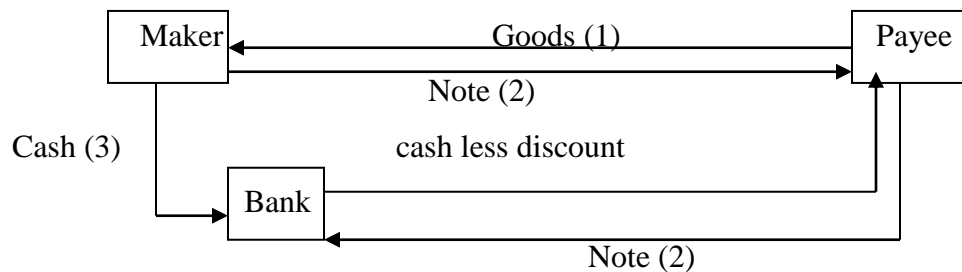 Maker
Goods (1)
Payee
Note (2)
Cash (3)
cash less discount
Bank
Note (2)